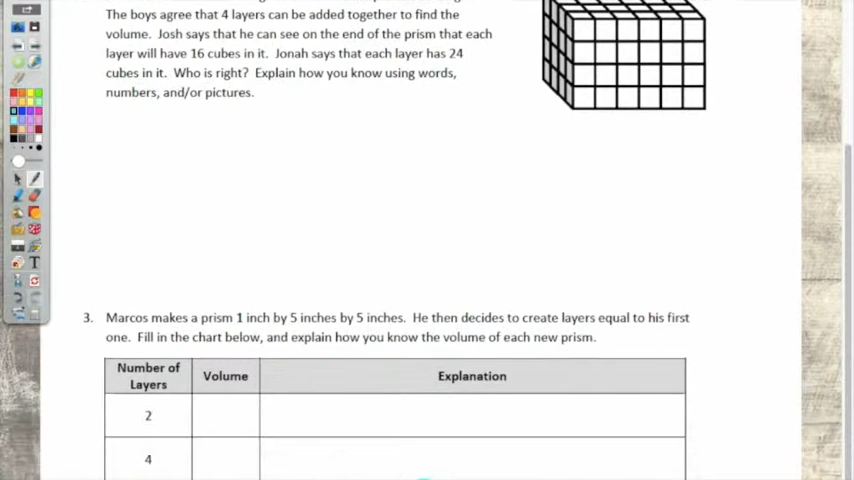 The boys agree that 4 layers can be added together to find the
volume. Josh says that he can see on the end of the prism that each
layer will have 16 cubes in it. Jonah says that each layer has 24
cubes in it. Who is right? Explain how you know using words,
numbers, and/or pictures.
3. Marcos makes a prism 1 inch by 5 inches by 5 inches. He then decides to create layers equal to his first
one. Fill in the chart below, and explain how you know the volume of each new prism.
Number of Layers Volume Explanation
2
4